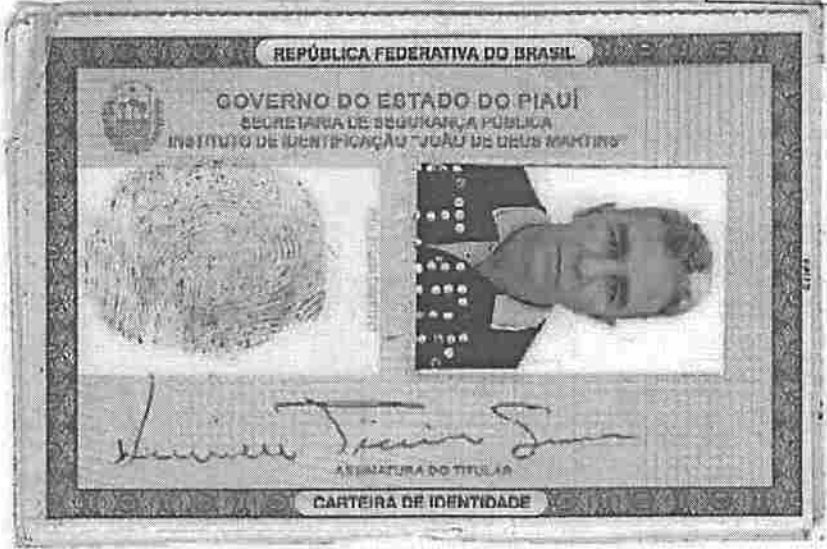 REPÚBLICA FEDERATIVA DO BRASIL
GOVERNO DO ESTADO DO PIAUÍ
SECRETARIA DE SEGURANÇA PÚBLICA
INSTITUTO DE IDENTIFICAÇÃO "JOÃO DE DEUS MARTINS"
ASSINATURA DO TITULAR
CARTEIRA DE IDENTIDADE